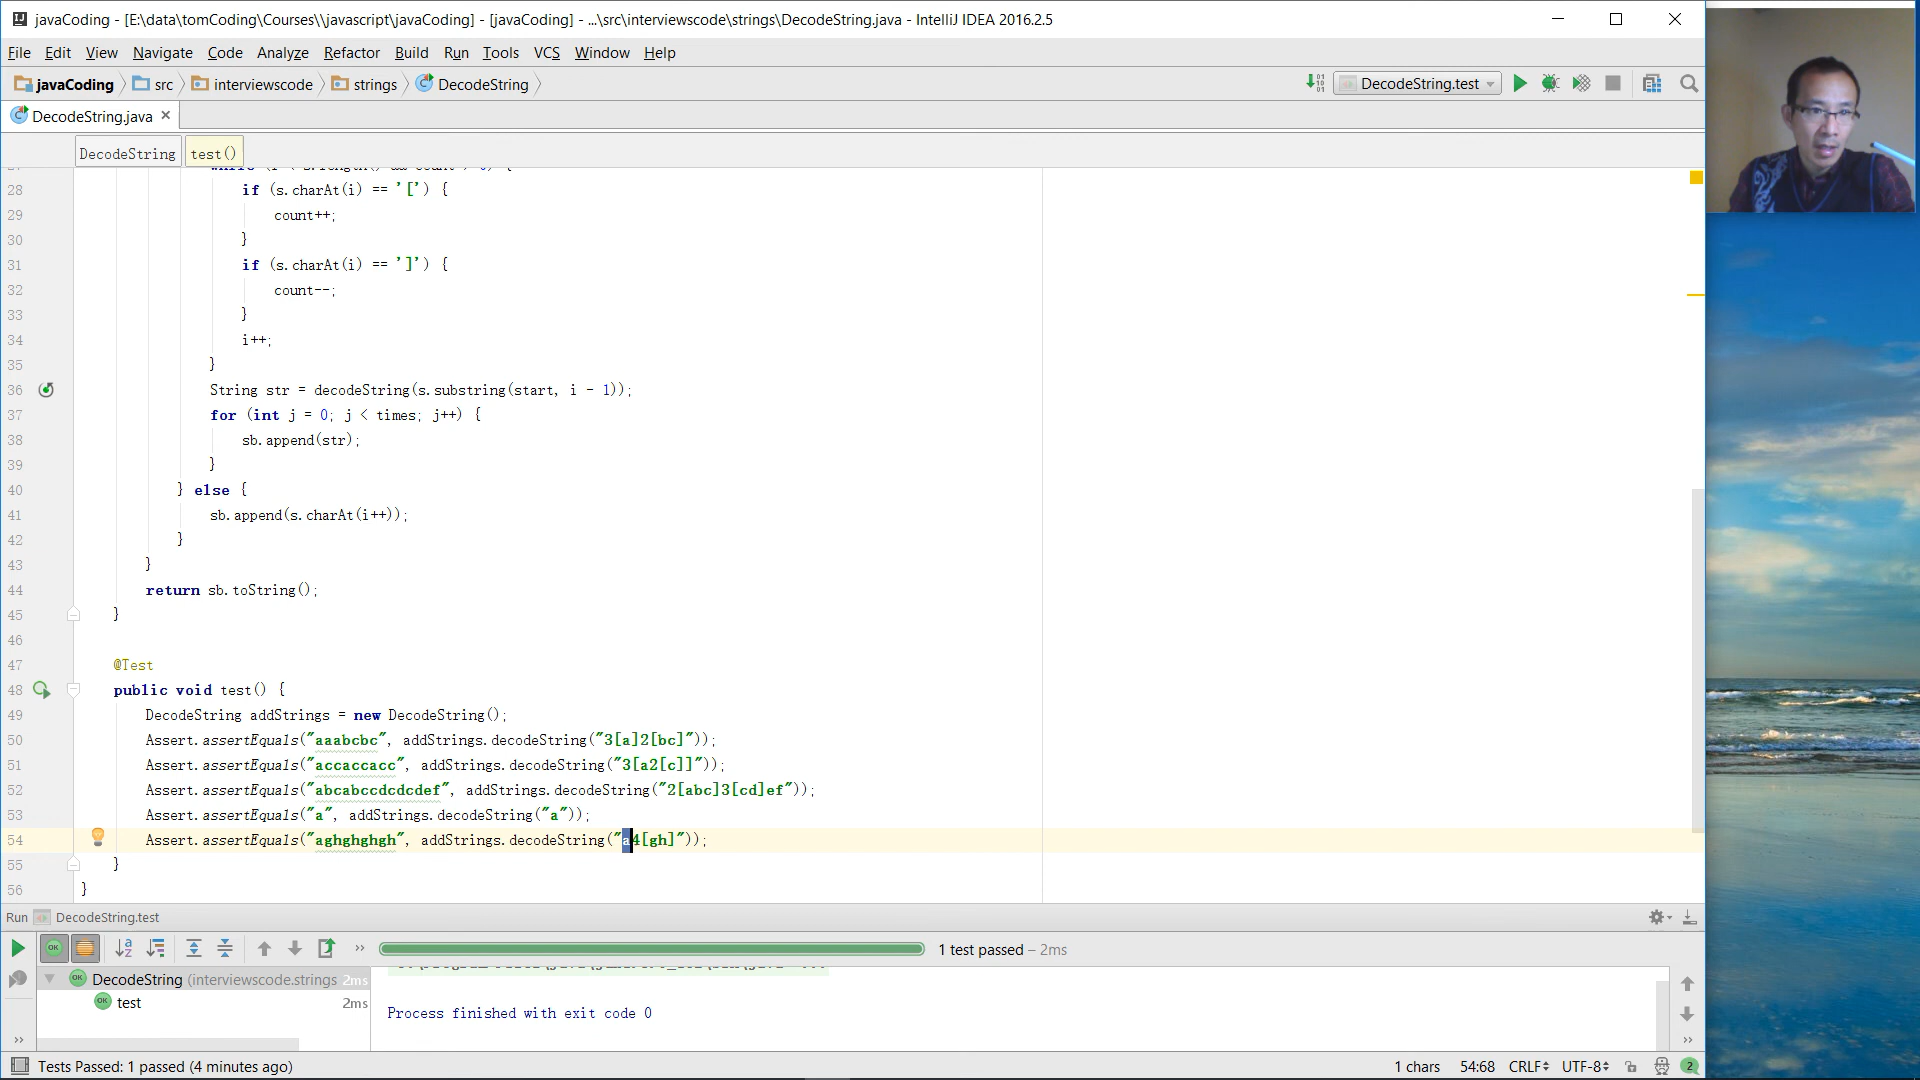 javaCoding - [E:\data\tomCoding\Courses\\javascript\javaCoding] - [javaCoding] - ...\src\interviewscode\strings\DecodeString.java - IntelliJ IDEA 2016.2.5
File Edit View Navigate Code Analyze Refactor Build Run Tools VCS Window Help
javaCoding src interviewscode strings DecodeString DecodeString.test
DecodeString.java
DecodeString test()
28 if (s.charAt(i) == '[') {
29 count++;
30 }
31 if (s.charAt(i) == ']') {
32 count--;
33 }
34 i++;
35 }
36 String str = decodeString(s.substring(start, i - 1));
37 for (int j = 0; j < times; j++) {
38 sb.append(str);
39 }
40 } else {
41 sb.append(s.charAt(i++));
42 }
43 }
44 return sb.toString();
45 }
46
47 @Test
48 public void test() {
49 DecodeString addStrings = new DecodeString();
50 Assert.assertEquals("aaabcbc", addStrings.decodeString("3[a]2[bc]"));
51 Assert.assertEquals("accaccacc", addStrings.decodeString("3[a2[c]]"));
52 Assert.assertEquals("abcabccdcdcdef", addStrings.decodeString("2[abc]3[cd]ef"));
53 Assert.assertEquals("a", addStrings.decodeString("a"));
54 Assert.assertEquals("aghghghgh", addStrings.decodeString("a4[gh]"));
55 }
56 }
Run DecodeString.test
1 test passed – 2ms
DecodeString (interviewscode.strings 2ms
test 2ms
Process finished with exit code 0
Tests Passed: 1 passed (4 minutes ago) 1 chars 54:68 CRLF UTF-8 2